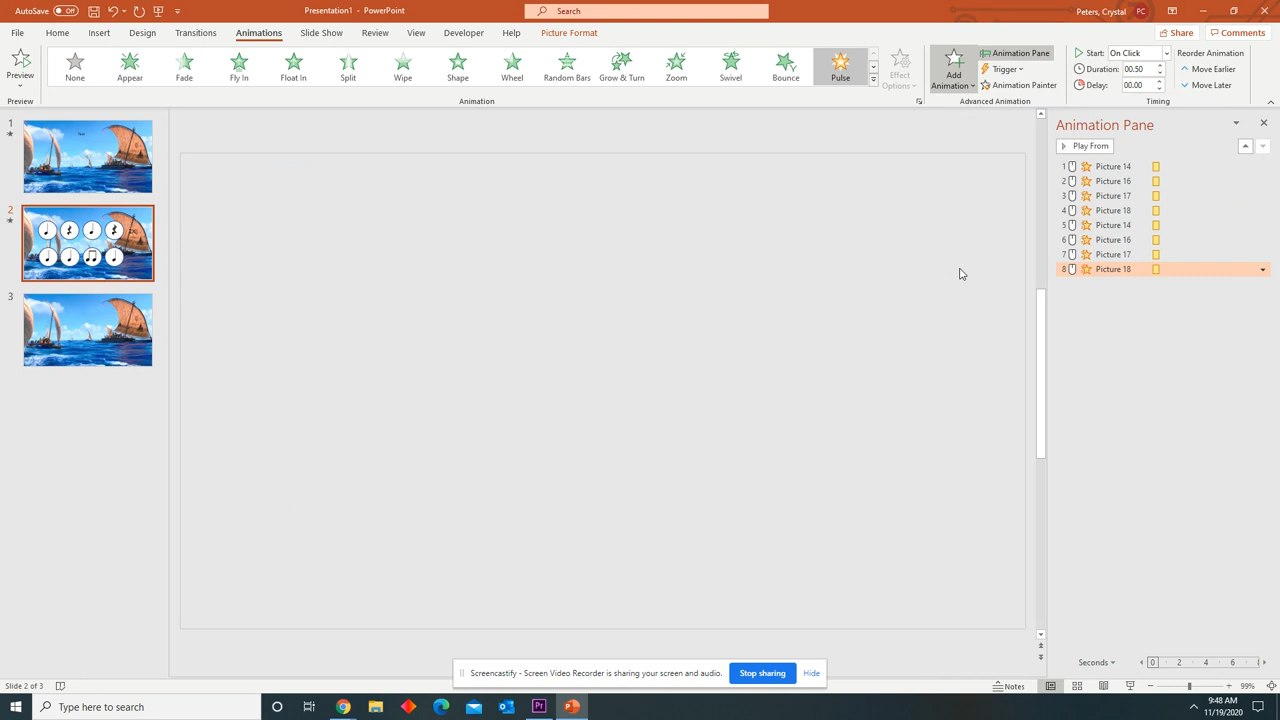 AutoSave Off
Presentation1 - PowerPoint
Search
Peters, Crystal PC
File Home Insert Design Transitions Animations Slide Show Review View Developer Help Picture Format
Share Comments
Preview
None Appear Fade Fly In Float In Split Wipe Shape Wheel Random Bars Grow & Turn Zoom Swivel Bounce Pulse
Effect
Options
Add
Animation
Animation Pane
Trigger
Animation Painter
Start: On Click
Duration: 00.50
Delay: 00.00
Reorder Animation
Move Earlier
Move Later
Preview Animation Advanced Animation Timing
1
2
3
Animation Pane
Play From
1 Picture 14
2 Picture 16
3 Picture 17
4 Picture 18
5 Picture 14
6 Picture 16
7 Picture 17
8 Picture 18
Seconds 0 2 4 6
Screencastify - Screen Video Recorder is sharing your screen and audio. Stop sharing Hide
Slide 2 of 3
Notes
99%
Type here to search
9:48 AM
11/19/2020